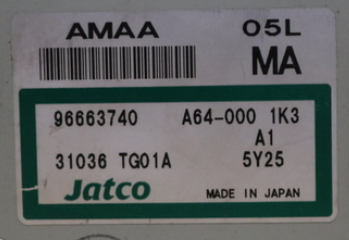 AMAA 05L
MA
96663740 A64-000 1K3
A1
31036 TG01A 5Y25
Jatco MADE IN JAPAN